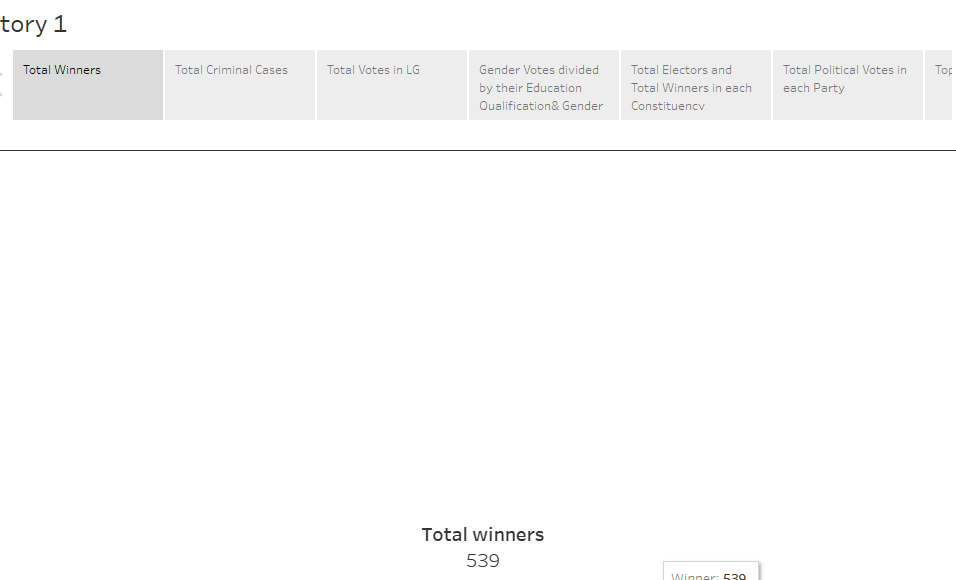 tory 1
Total Winners
Total Criminal Cases
Total Votes in LG
Gender Votes divided
by their Education
Qualification& Gender
Total Electors and
Total Winners in each
Constituency
Total Political Votes in
each Party
Top
Total winners
539
Winner: 539